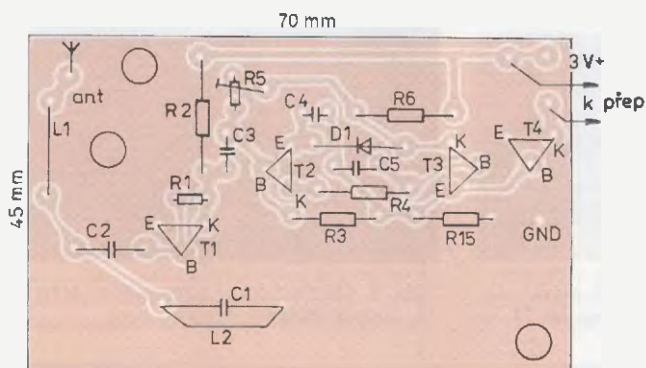 70 mm
45 mm
3V+
k přep
ant
L1
R2
R5
C4
R6
C3
D1
E
T2
B
K
C5
K
T3
B
E
E
T4
K
B
R1
R4
R3
R15
GND
E
K
T1
B
C2
C1
L2